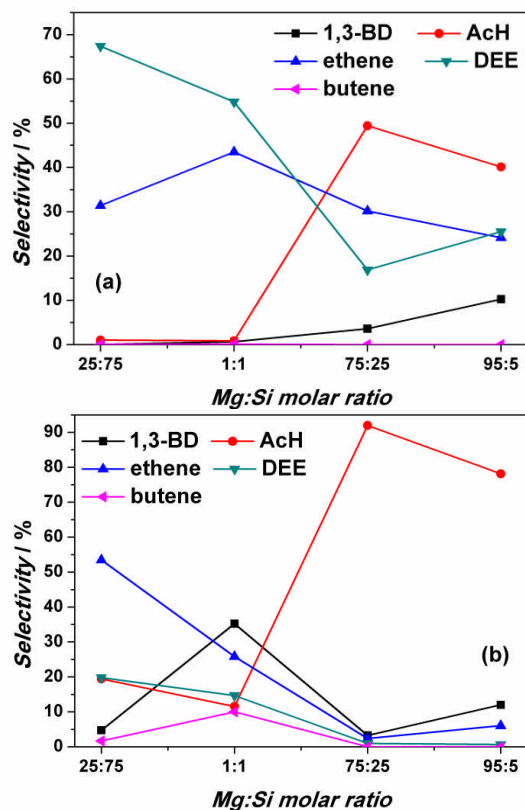 1,3-BD AcH
ethene DEE
butene
70
60
50
40
30
20
10
0
Selectivity / %
(a)
25:75 1:1 75:25 95:5
Mg:Si molar ratio
1,3-BD AcH
ethene DEE
butene
90
80
70
60
50
40
30
20
10
0
Selectivity / %
(b)
25:75 1:1 75:25 95:5
Mg:Si molar ratio